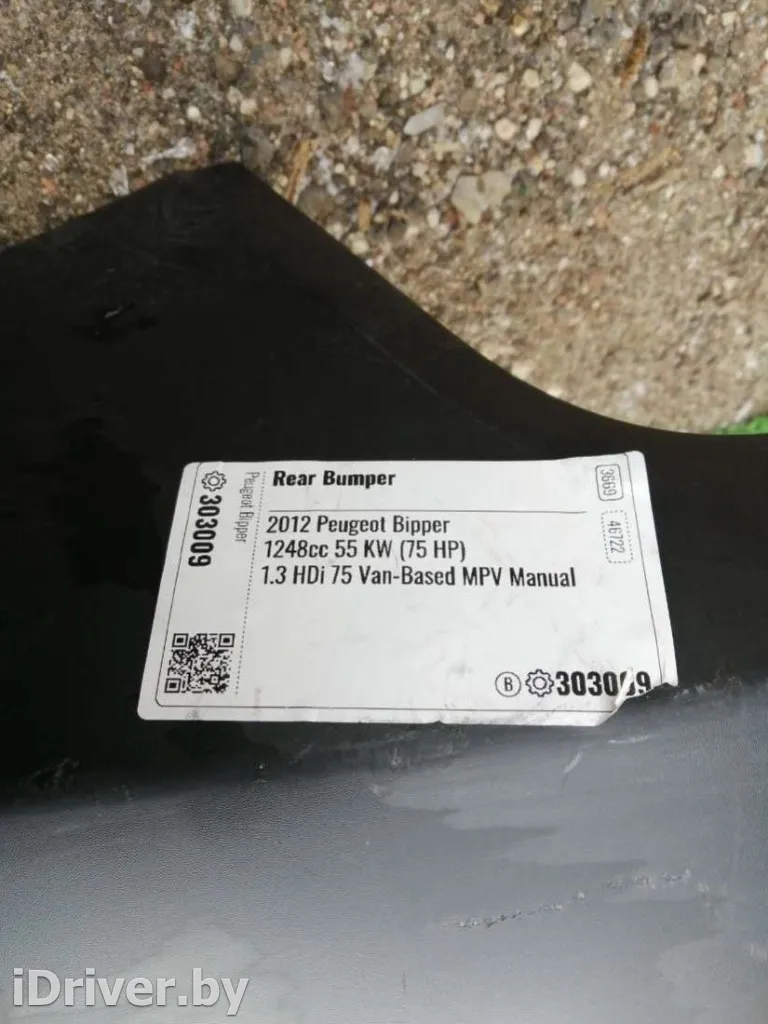 Rear Bumper
2012 Peugeot Bipper
1248cc 55 KW (75 HP)
1.3 HDi 75 Van-Based MPV Manual
B 303009
303009
Peugeot Bipper
3669
46722
iDriver.by